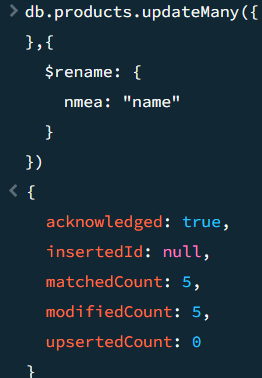 > db.products.updateMany({
},{
$rename: {
nmea: "name"
}
})
< {
acknowledged: true,
insertedId: null,
matchedCount: 5,
modifiedCount: 5,
upsertedCount: 0
}